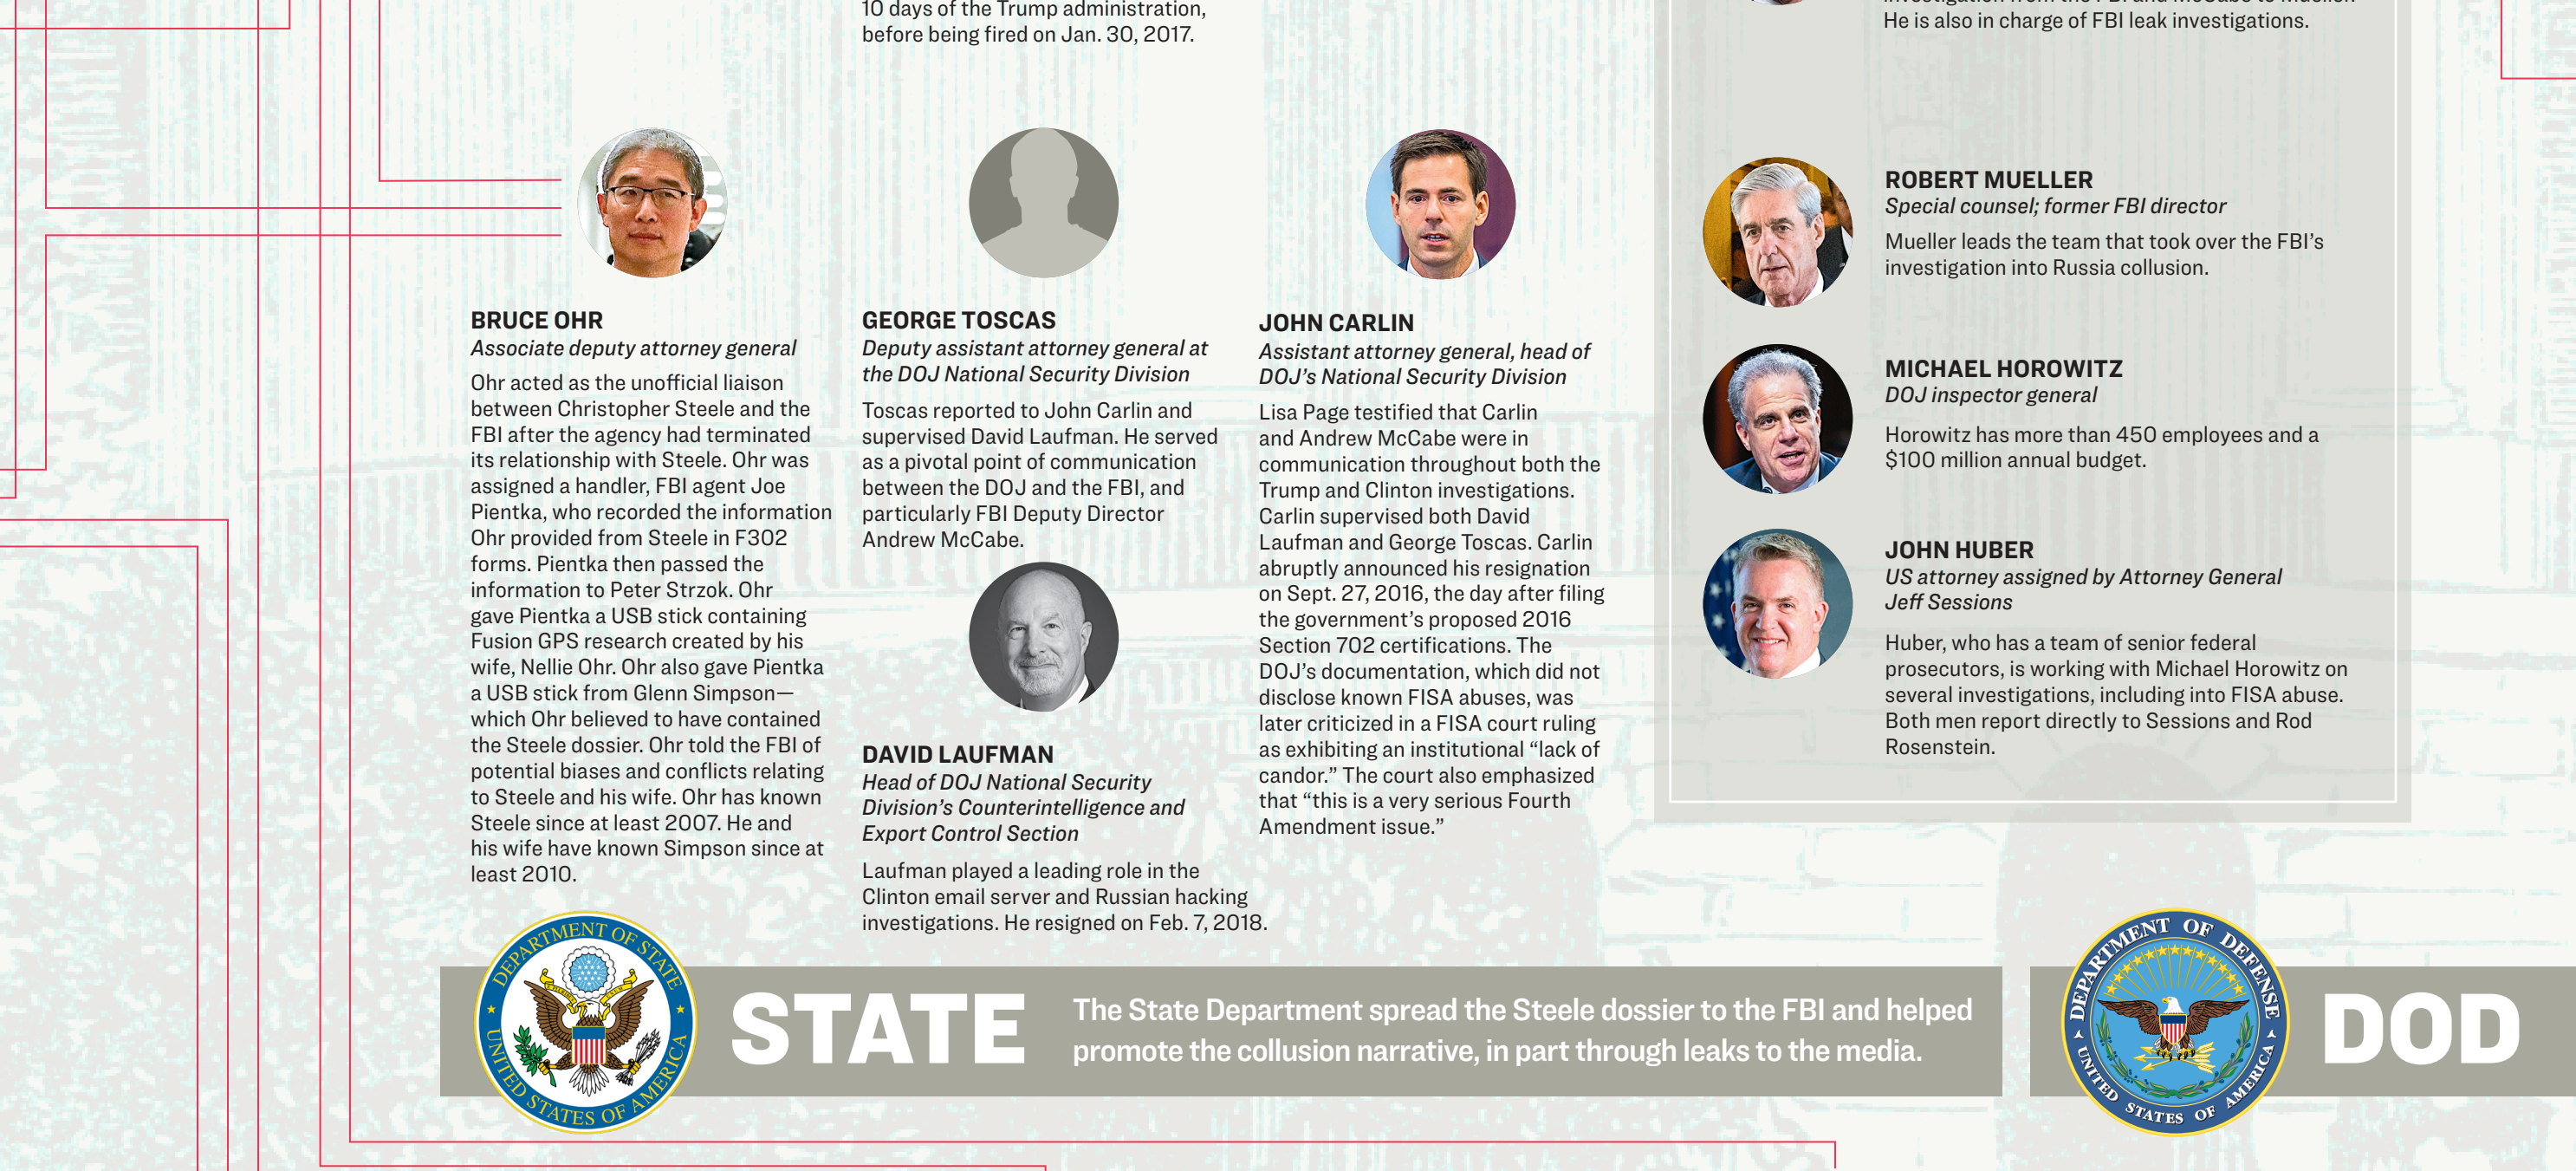 10 days of the Trump administration,
before being fired on Jan. 30, 2017.
He is also in charge of FBI leak investigations.
BRUCE OHR
Associate deputy attorney general
Ohr acted as the unofficial liaison
between Christopher Steele and the
FBI after the agency had terminated
its relationship with Steele. Ohr was
assigned a handler, FBI agent Joe
Pientka, who recorded the information
Ohr provided from Steele in F302
forms. Pientka then passed the
information to Peter Strzok. Ohr
gave Pientka a USB stick containing
Fusion GPS research created by his
wife, Nellie Ohr. Ohr also gave Pientka
a USB stick from Glenn Simpson—
which Ohr believed to have contained
the Steele dossier. Ohr told the FBI of
potential biases and conflicts relating
to Steele and his wife. Ohr has known
Steele since at least 2007. He and
his wife have known Simpson since at
least 2010.
GEORGE TOSCAS
Deputy assistant attorney general at
the DOJ National Security Division
Toscas reported to John Carlin and
supervised David Laufman. He served
as a pivotal point of communication
between the DOJ and the FBI, and
particularly FBI Deputy Director
Andrew McCabe.
DAVID LAUFMAN
Head of DOJ National Security
Division's Counterintelligence and
Export Control Section
Laufman played a leading role in the
Clinton email server and Russian hacking
investigations. He resigned on Feb. 7, 2018.
JOHN CARLIN
Assistant attorney general, head of
DOJ's National Security Division
Lisa Page testified that Carlin
and Andrew McCabe were in
communication throughout both the
Trump and Clinton investigations.
Carlin supervised both David
Laufman and George Toscas. Carlin
abruptly announced his resignation
on Sept. 27, 2016, the day after filing
the government's proposed 2016
Section 702 certifications. The
DOJ's documentation, which did not
disclose known FISA abuses, was
later criticized in a FISA court ruling
as exhibiting an institutional “lack of
candor.” The court also emphasized
that “this is a very serious Fourth
Amendment issue.”
ROBERT MUELLER
Special counsel; former FBI director
Mueller leads the team that took over the FBI's
investigation into Russia collusion.
MICHAEL HOROWITZ
DOJ inspector general
Horowitz has more than 450 employees and a
$100 million annual budget.
JOHN HUBER
US attorney assigned by Attorney General
Jeff Sessions
Huber, who has a team of senior federal
prosecutors, is working with Michael Horowitz on
several investigations, including into FISA abuse.
Both men report directly to Sessions and Rod
Rosenstein.
DEPARTMENT OF STATE
UNITED STATES OF AMERICA
STATE
The State Department spread the Steele dossier to the FBI and helped
promote the collusion narrative, in part through leaks to the media.
DEPARTMENT OF DEFENSE
UNITED STATES OF AMERICA
DOD